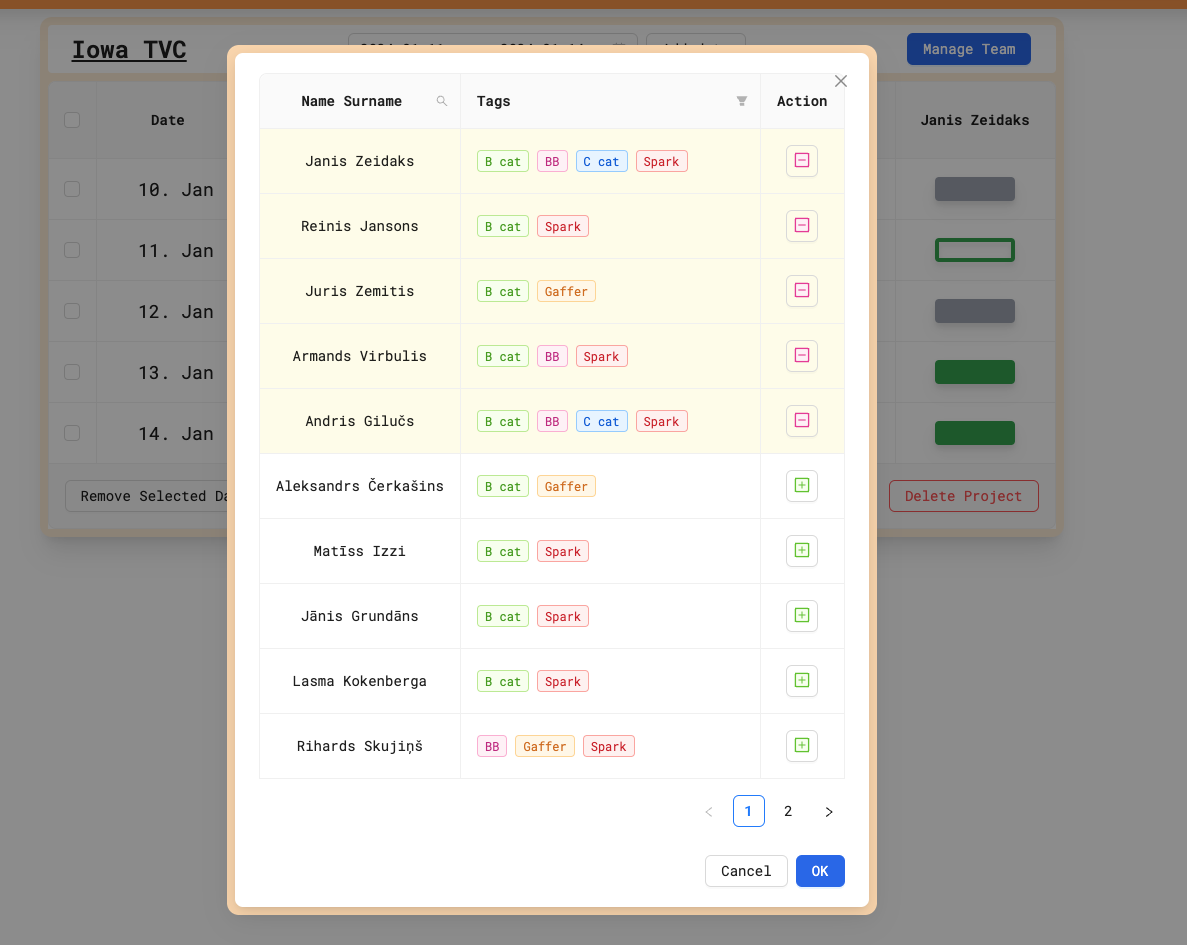 Iowa TVC
Manage Team
Date
Janis Zeidaks
10. Jan
11. Jan
12. Jan
13. Jan
14. Jan
Remove Selected Da
Delete Project
Name Surname Tags Action
Janis Zeidaks B cat BB C cat Spark
Reinis Jansons B cat Spark
Juris Zemitis B cat Gaffer
Armands Virbulis B cat BB Spark
Andris Gilučs B cat BB C cat Spark
Aleksandrs Čerkašins B cat Gaffer
Matīss Izzi B cat Spark
Jānis Grundāns B cat Spark
Lasma Kokenberga B cat Spark
Rihards Skujiņš BB Gaffer Spark
1 2
Cancel OK